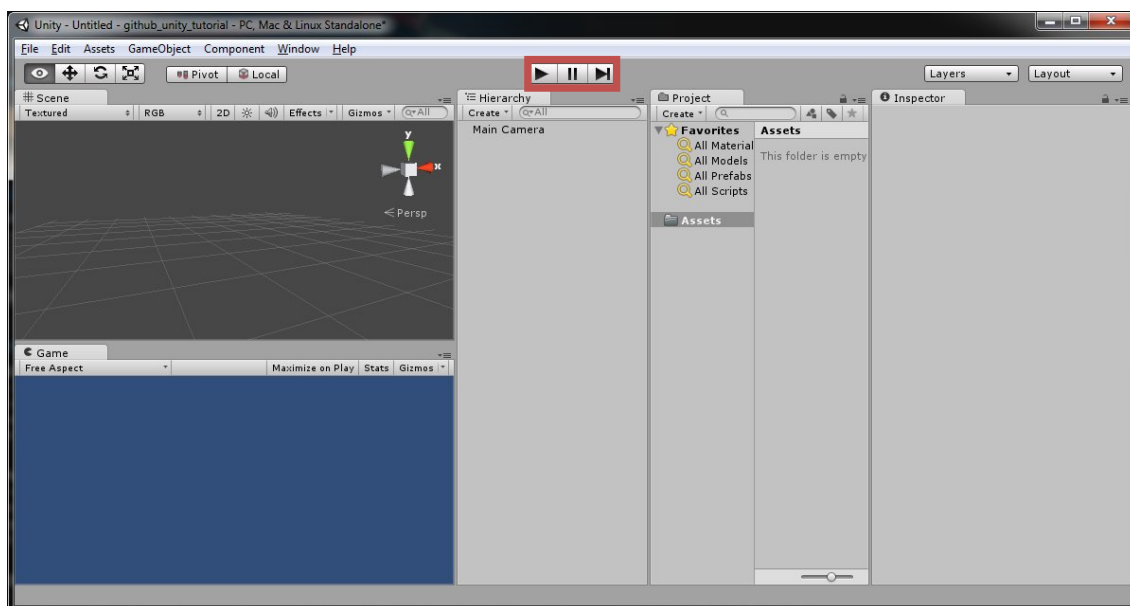 Unity - Untitled - github_unity_tutorial - PC, Mac & Linux Standalone*
File Edit Assets GameObject Component Window Help
Pivot Local Layers Layout
Scene Hierarchy Project Inspector
Textured RGB 2D Effects Gizmos All Create All Create
Main Camera Favorites Assets
All Material
All Models This folder is empty
All Prefabs
All Scripts
Assets
y
x
Persp
Game
Free Aspect Maximize on Play Stats Gizmos